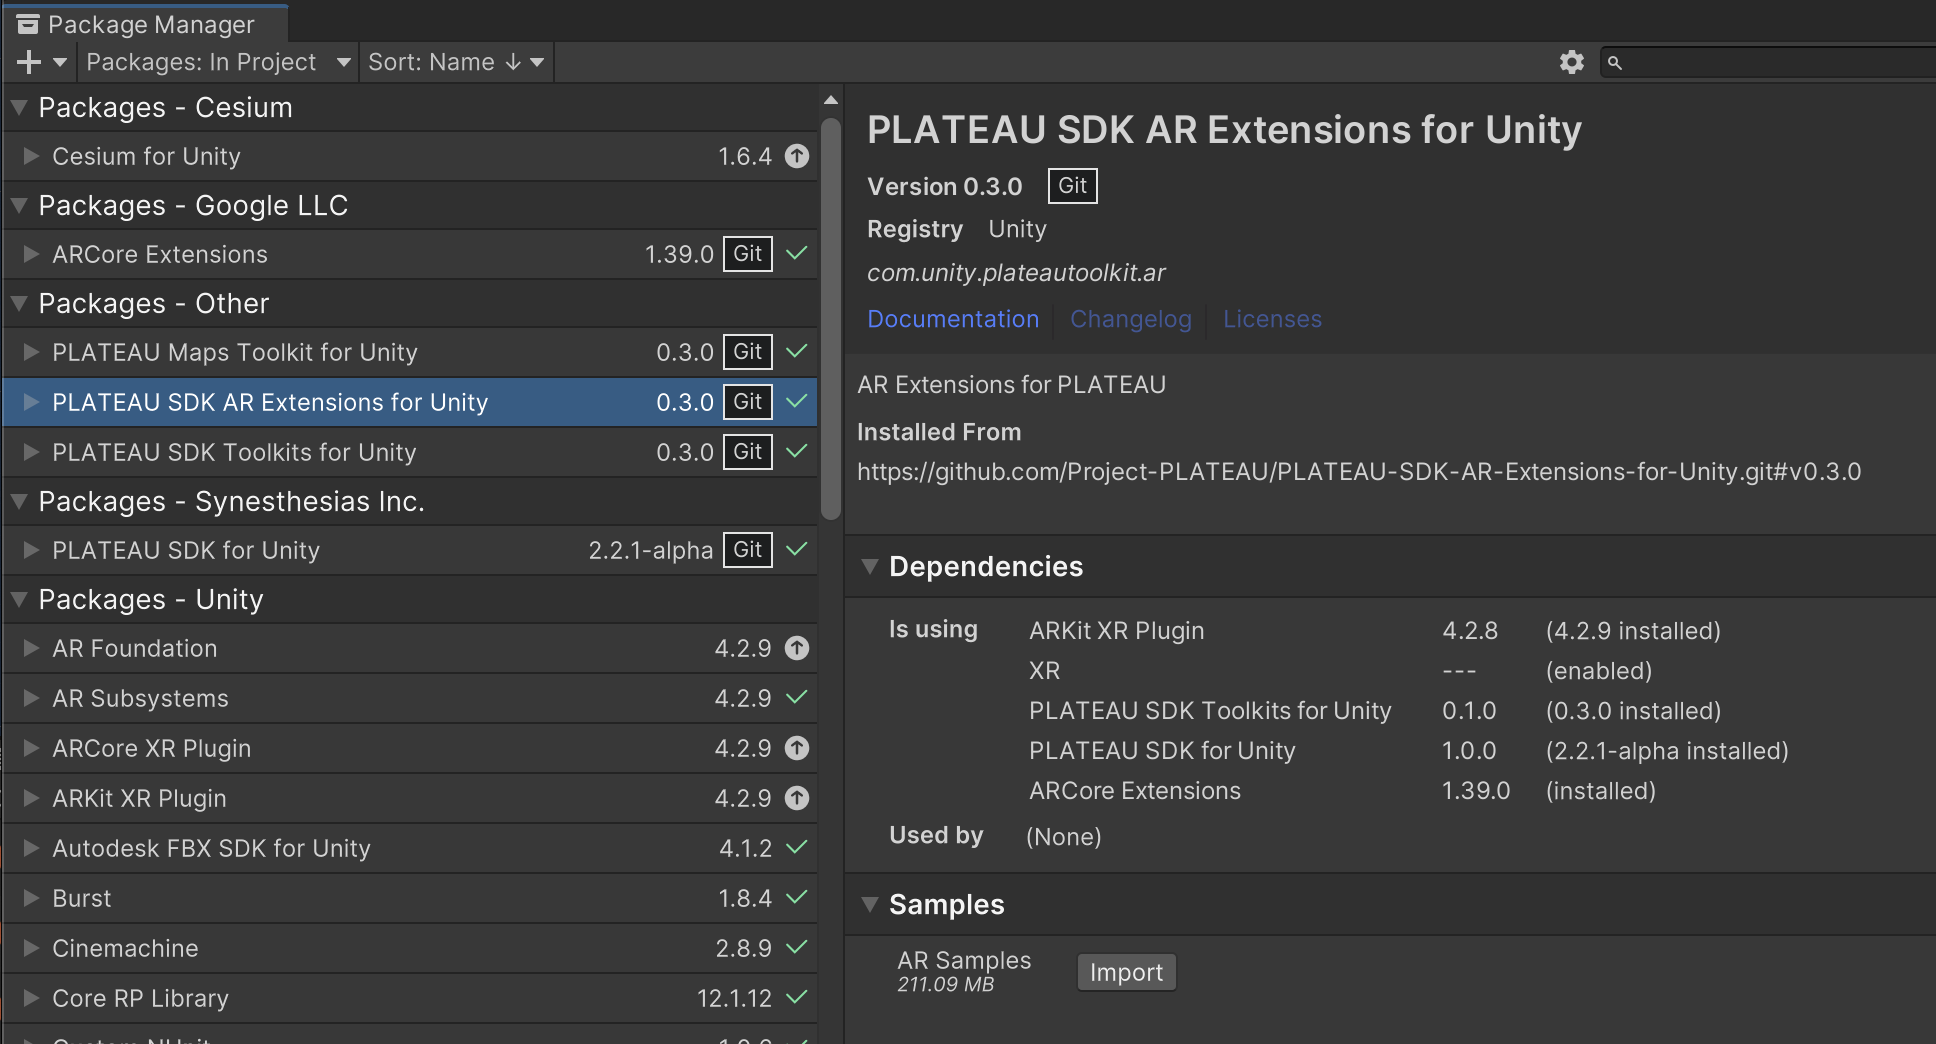 Package Manager
Packages: In Project
Sort: Name ↓
Packages - Cesium
Cesium for Unity 1.6.4
Packages - Google LLC
ARCore Extensions 1.39.0 Git
Packages - Other
PLATEAU Maps Toolkit for Unity 0.3.0 Git
PLATEAU SDK AR Extensions for Unity 0.3.0 Git
PLATEAU SDK Toolkits for Unity 0.3.0 Git
Packages - Synesthesias Inc.
PLATEAU SDK for Unity 2.2.1-alpha Git
Packages - Unity
AR Foundation 4.2.9
AR Subsystems 4.2.9
ARCore XR Plugin 4.2.9
ARKit XR Plugin 4.2.9
Autodesk FBX SDK for Unity 4.1.2
Burst 1.8.4
Cinemachine 2.8.9
Core RP Library 12.1.12
PLATEAU SDK AR Extensions for Unity
Version 0.3.0 Git
Registry Unity
com.unity.plateautoolkit.ar
Documentation Changelog Licenses
AR Extensions for PLATEAU
Installed From
https://github.com/Project-PLATEAU/PLATEAU-SDK-AR-Extensions-for-Unity.git#v0.3.0
Dependencies
Is using ARKit XR Plugin 4.2.8 (4.2.9 installed)
XR --- (enabled)
PLATEAU SDK Toolkits for Unity 0.1.0 (0.3.0 installed)
PLATEAU SDK for Unity 1.0.0 (2.2.1-alpha installed)
ARCore Extensions 1.39.0 (installed)
Used by (None)
Samples
AR Samples
211.09 MB
Import